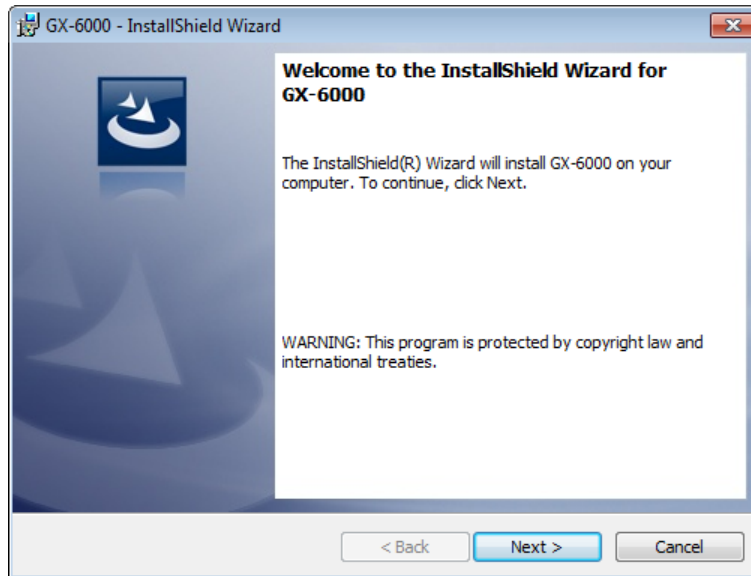 GX-6000 - InstallShield Wizard
Welcome to the InstallShield Wizard for
GX-6000
The InstallShield(R) Wizard will install GX-6000 on your
computer. To continue, click Next.
WARNING: This program is protected by copyright law and
international treaties.
< Back Next > Cancel